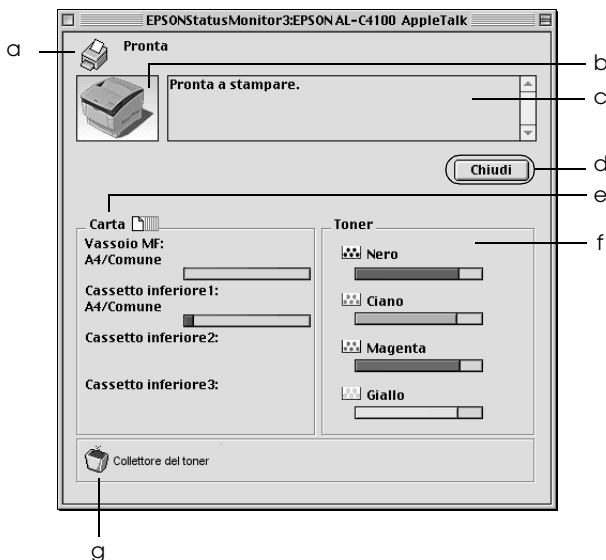 EPSONStatusMonitor3:EPSON AL-C4100 AppleTalk
a
Pronta
b
Pronta a stampare.
c
Chiudi
d
e
Carta
Vassoio MF:
A4/Comune
Cassetto inferiore1:
A4/Comune
Cassetto inferiore2:
Cassetto inferiore3:
Toner
f
Nero
Ciano
Magenta
Giallo
Collettore del toner
g